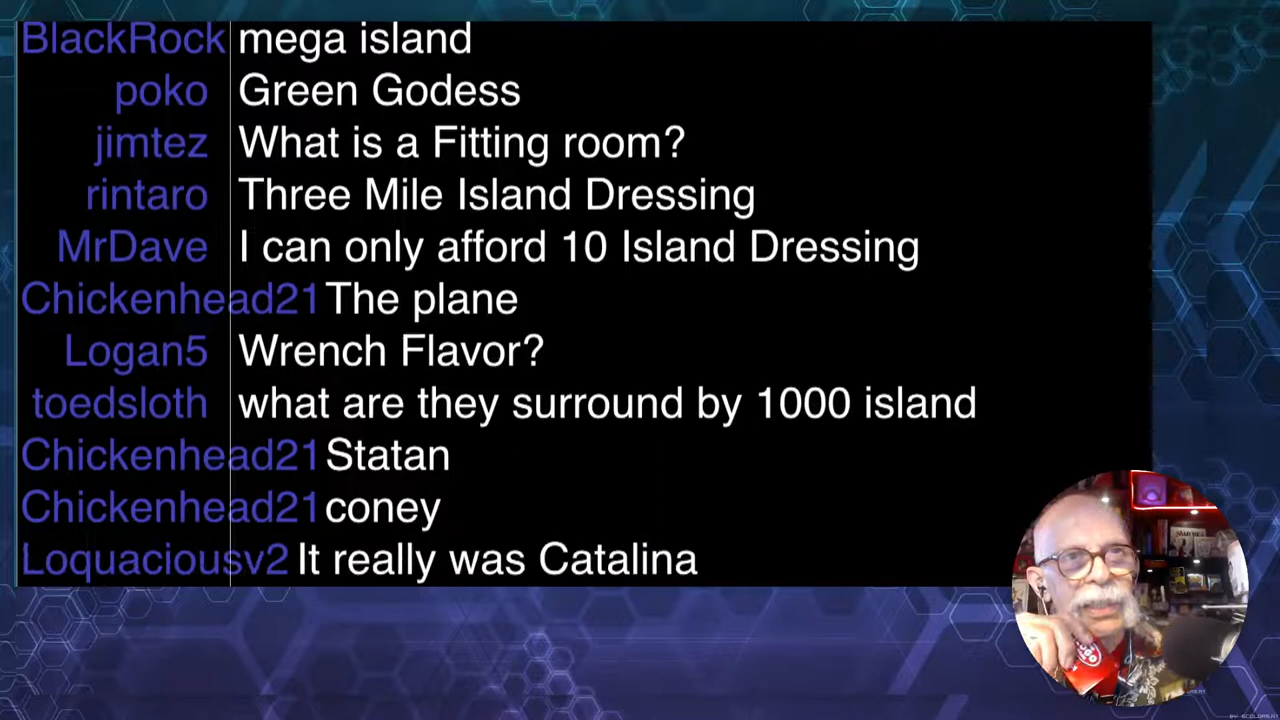 BlackRock mega island
poko Green Godess
jimtez What is a Fitting room?
rintaro Three Mile Island Dressing
MrDave I can only afford 10 Island Dressing
Chickenhead21 The plane
Logan5 Wrench Flavor?
toedsloth what are they surround by 1000 island
Chickenhead21 Statan
Chickenhead21 coney
Loquaciousv2 It really was Catalina